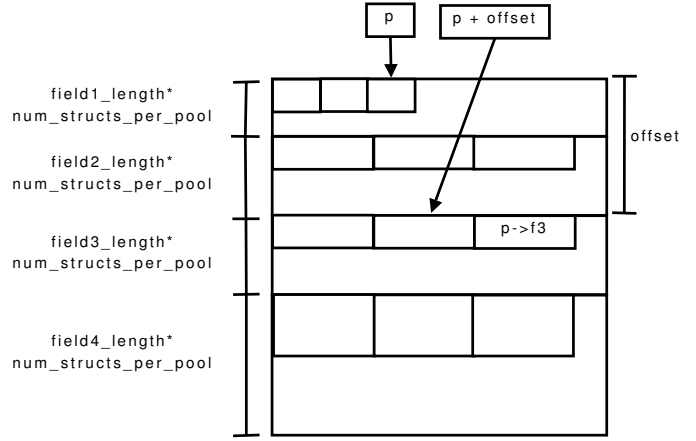 p
p + offset
field1_length*
num_structs_per_pool
offset
field2_length*
num_structs_per_pool
field3_length*
num_structs_per_pool
p->f3
field4_length*
num_structs_per_pool